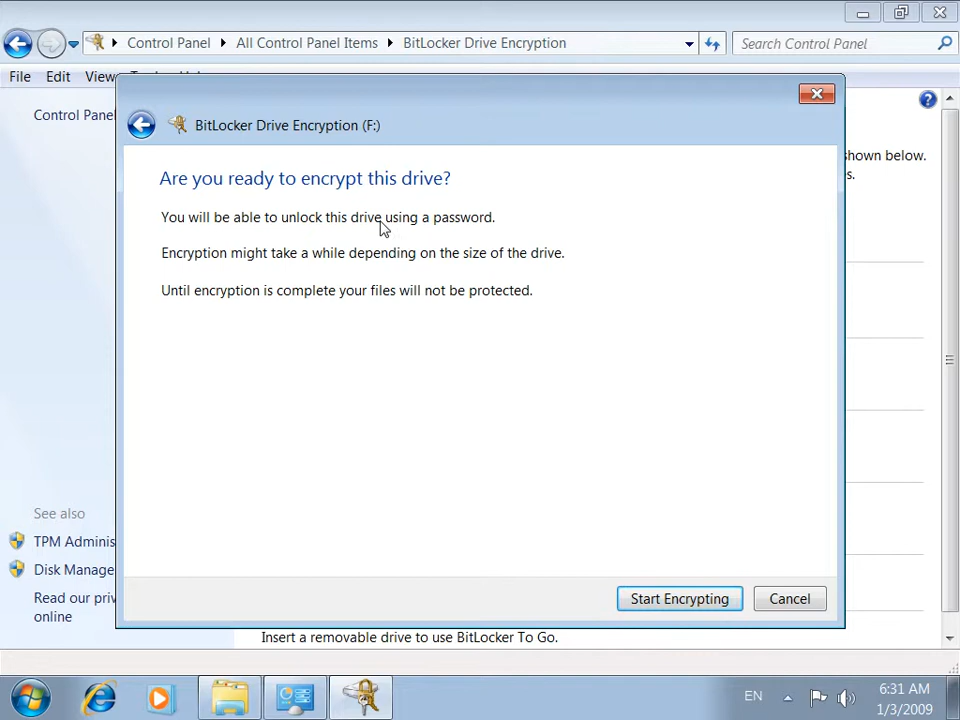 Control Panel
All Control Panel Items
BitLocker Drive Encryption
Search Control Panel
File Edit View
Control Panel
BitLocker Drive Encryption (F:)
shown below.
Are you ready to encrypt this drive?
You will be able to unlock this drive using a password.
Encryption might take a while depending on the size of the drive.
Until encryption is complete your files will not be protected.
See also
TPM Adminis
Disk Manage
Read our priv
online
Start Encrypting
Cancel
Insert a removable drive to use BitLocker To Go.
EN
6:31 AM
1/3/2009